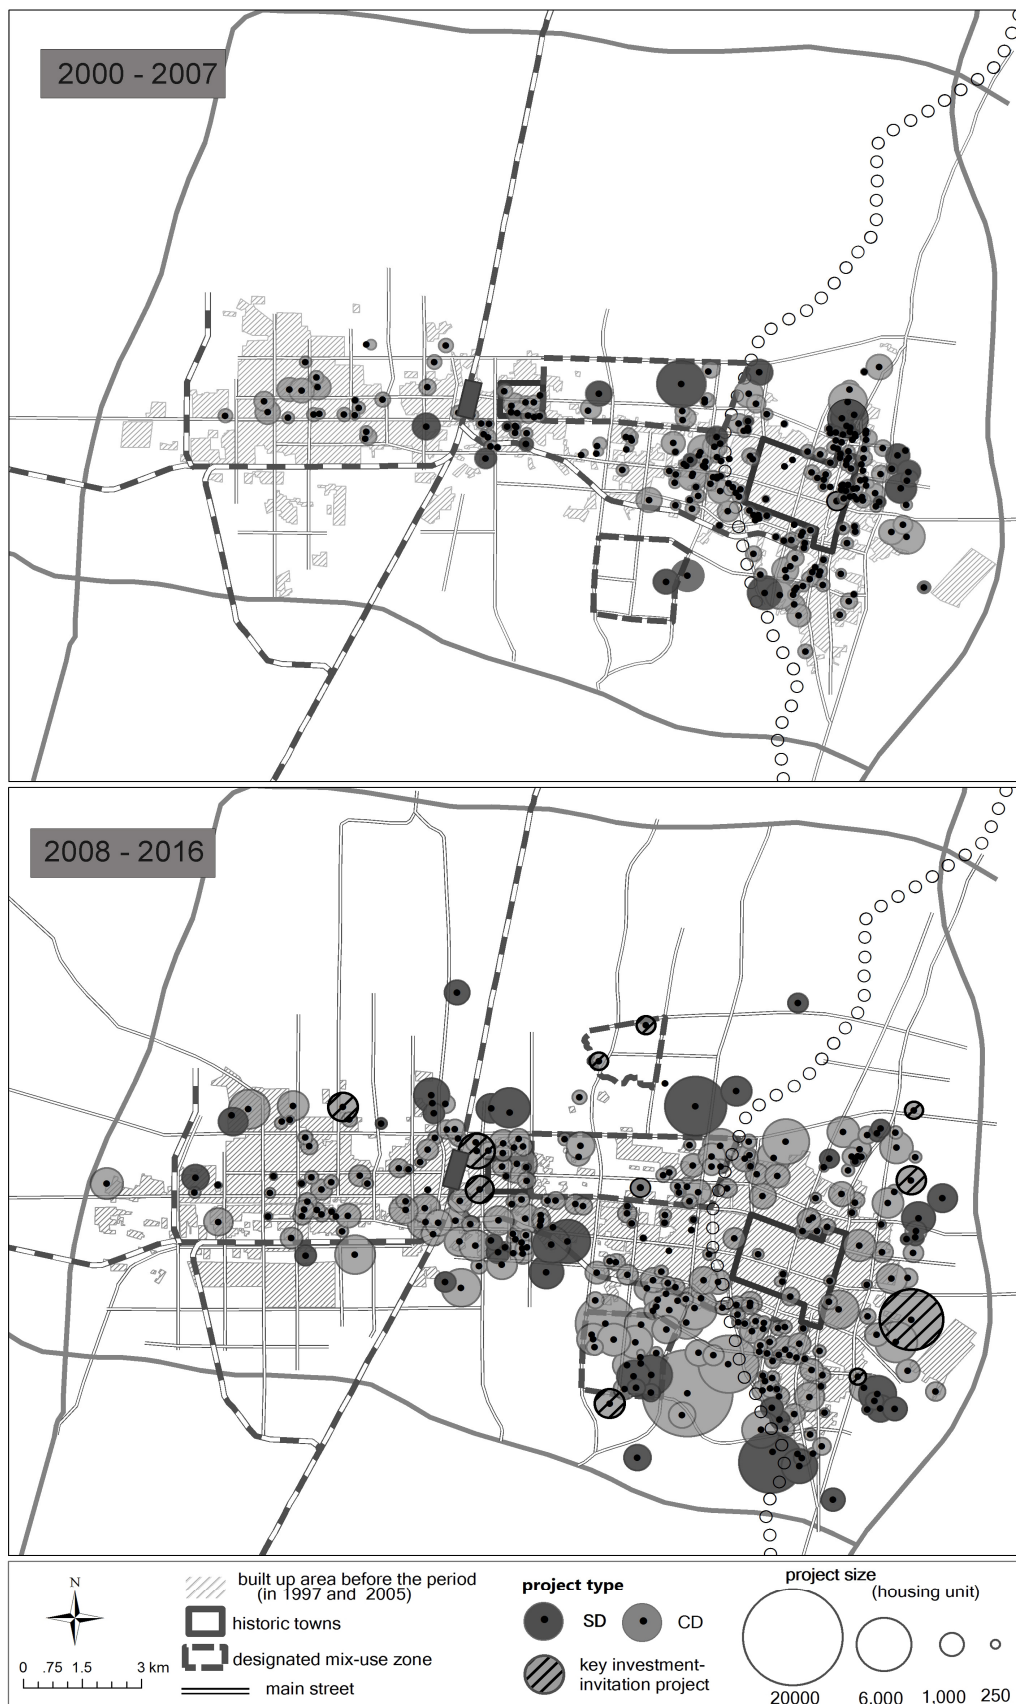 2000 - 2007
2008 - 2016
N
0 .75 1.5 3 km
built up area before the period
(in 1997 and 2005)
historic towns
designated mix-use zone
main street
project type
SD
CD
key investment-
invitation project
project size
(housing unit)
20000
6,000
1,000
250